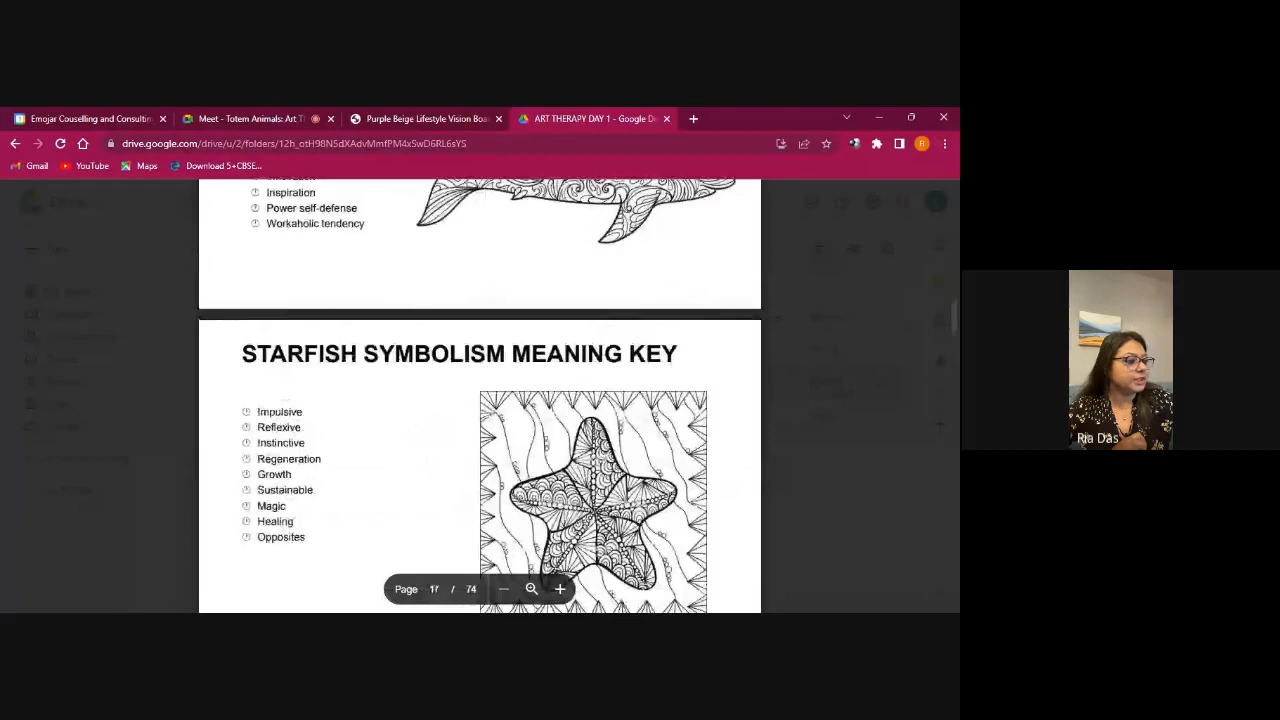 Emojar Couselling and Consultin
Meet - Totem Animals: Art T
Purple Beige Lifestyle Vision Boa
ART THERAPY DAY 1 - Google D
drive.google.com/drive/u/2/folders/
Gmail
YouTube
Maps
Download 5+CBSE...
Inspiration
Power self-defense
Workaholic tendency
STARFISH SYMBOLISM MEANING KEY
Impulsive
Reflexive
Instinctive
Regeneration
Growth
Sustainable
Magic
Healing
Opposites
Page 17 / 74
Ria Das